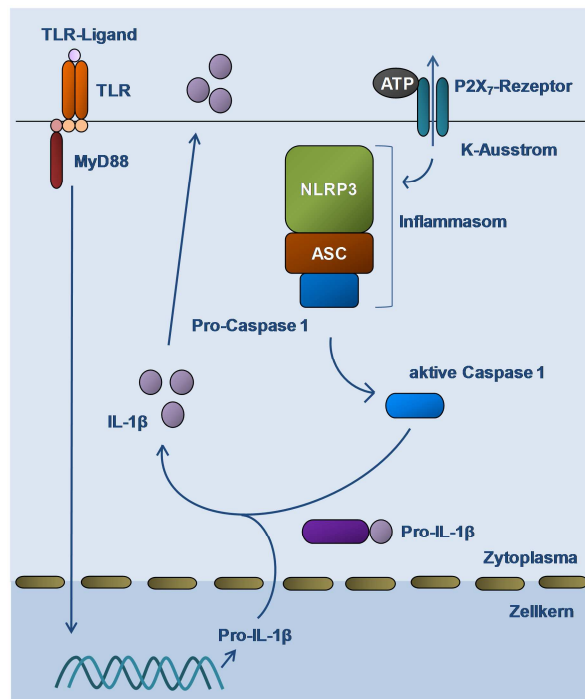 TLR-Ligand
TLR
MyD88
ATP
P2X₇-Rezeptor
K-Ausstrom
NLRP3
ASC
Inflammasom
Pro-Caspase 1
aktive Caspase 1
IL-1β
Pro-IL-1β
Zytoplasma
Zellkern
Pro-IL-1β